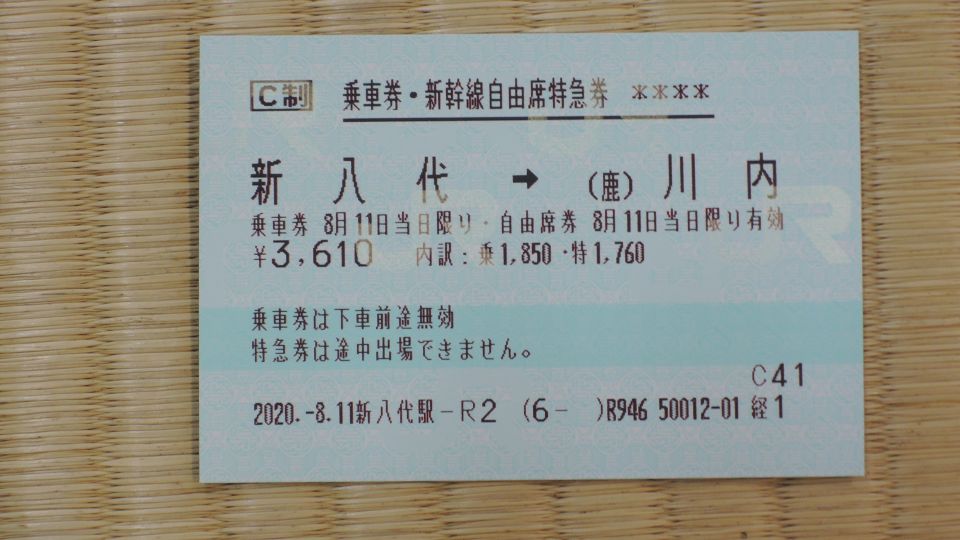 C制 乗車券・新幹線自由席特急券 ****
新八代 → (鹿) 川内
乗車券 8月11日当日限り・自由席券 8月11日当日限り有効
¥3,610 内訳:乗1,850・特1,760
乗車券は下車前途無効
特急券は途中出場できません。
C41
2020.-8.11新八代駅-R2 (6- )R946 50012-01 経1